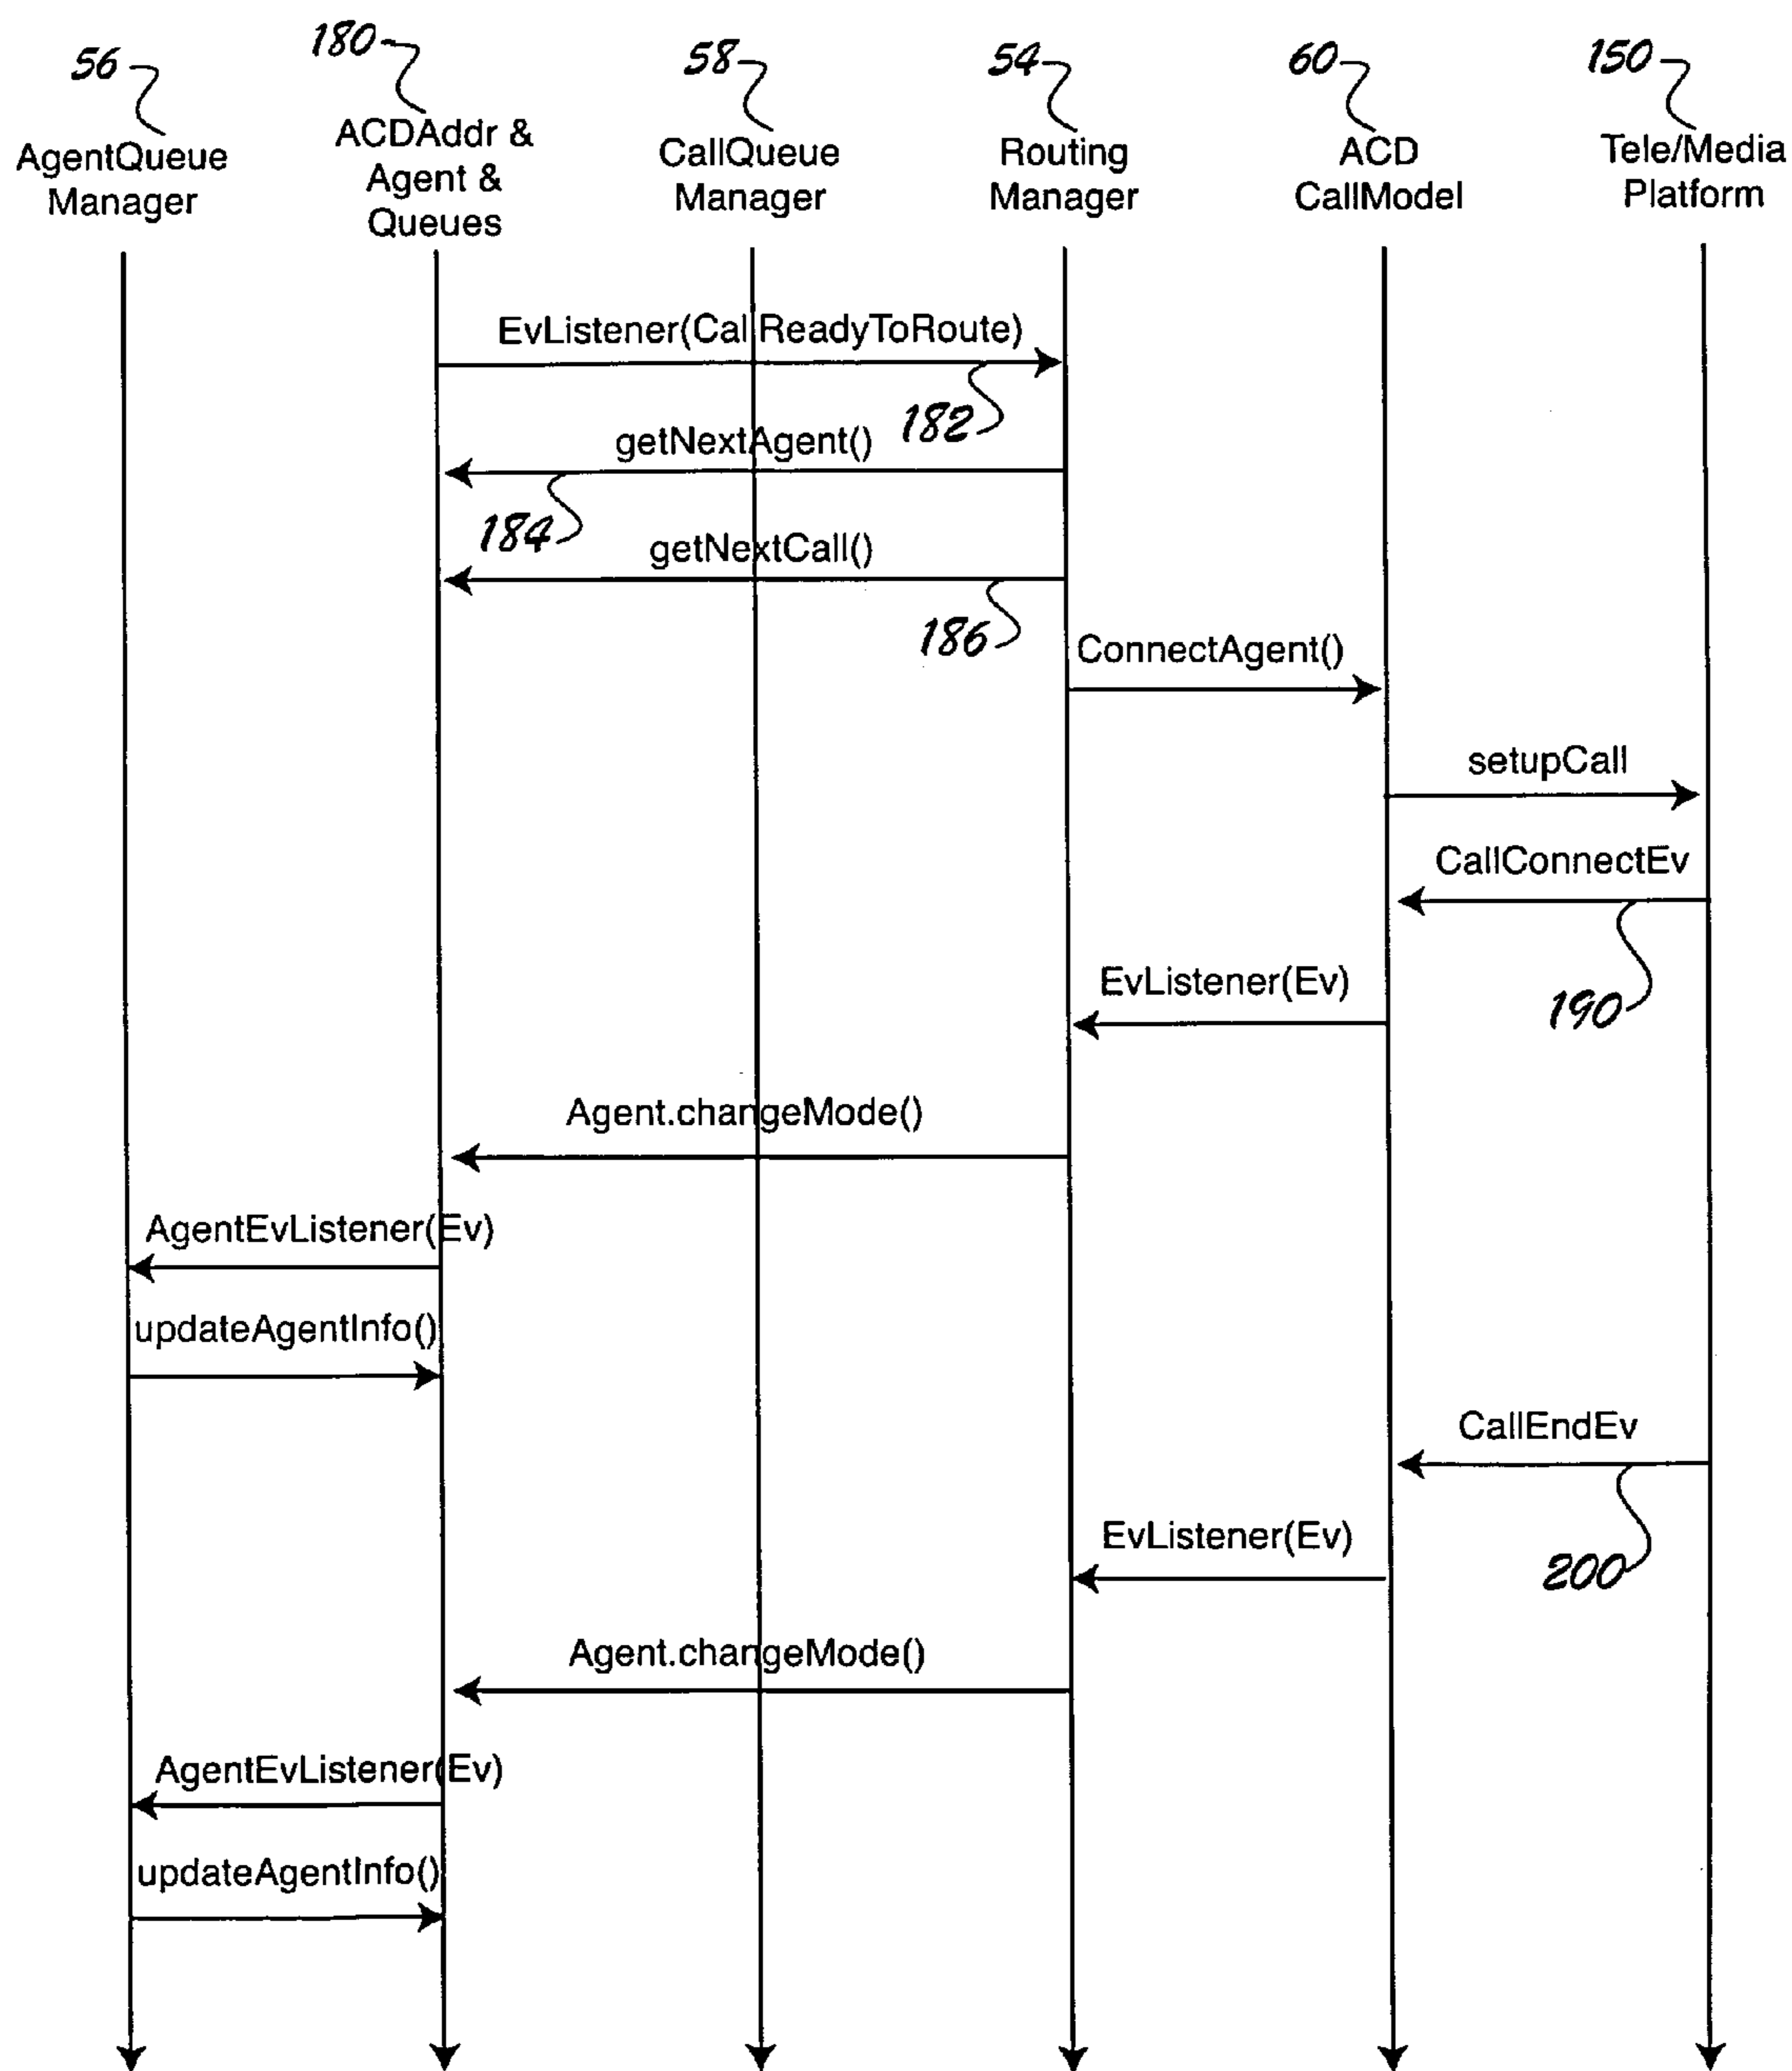 56
180
58
54
60
150
AgentQueue
Manager
ACDAddr &
Agent &
Queues
CallQueue
Manager
Routing
Manager
ACD
CallModel
Tele/Media
Platform
EvListener(CallReadyToRoute)
182
getNextAgent()
184
getNextCall()
186
ConnectAgent()
setupCall
CallConnectEv
190
EvListener(Ev)
Agent.changeMode()
AgentEvListener(Ev)
updateAgentInfo()
CallEndEv
200
EvListener(Ev)
Agent.changeMode()
AgentEvListener(Ev)
updateAgentInfo()